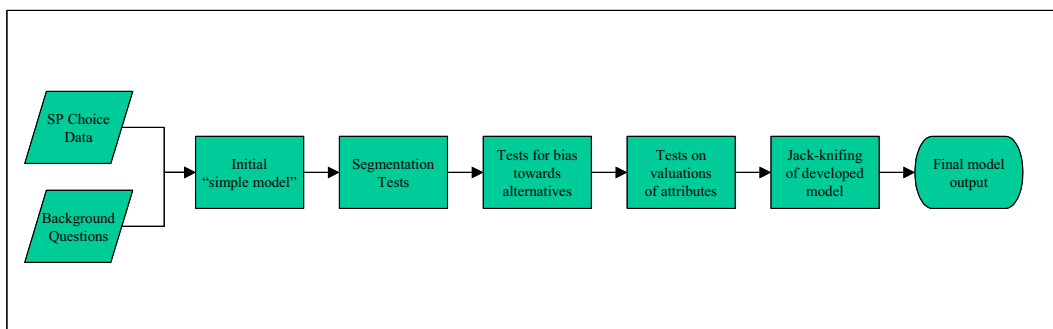 SP Choice
Data
Background
Questions
Initial
“simple model”
Segmentation
Tests
Tests for bias
towards
alternatives
Tests on
valuations
of attributes
Jack-knifing
of developed
model
Final model
output